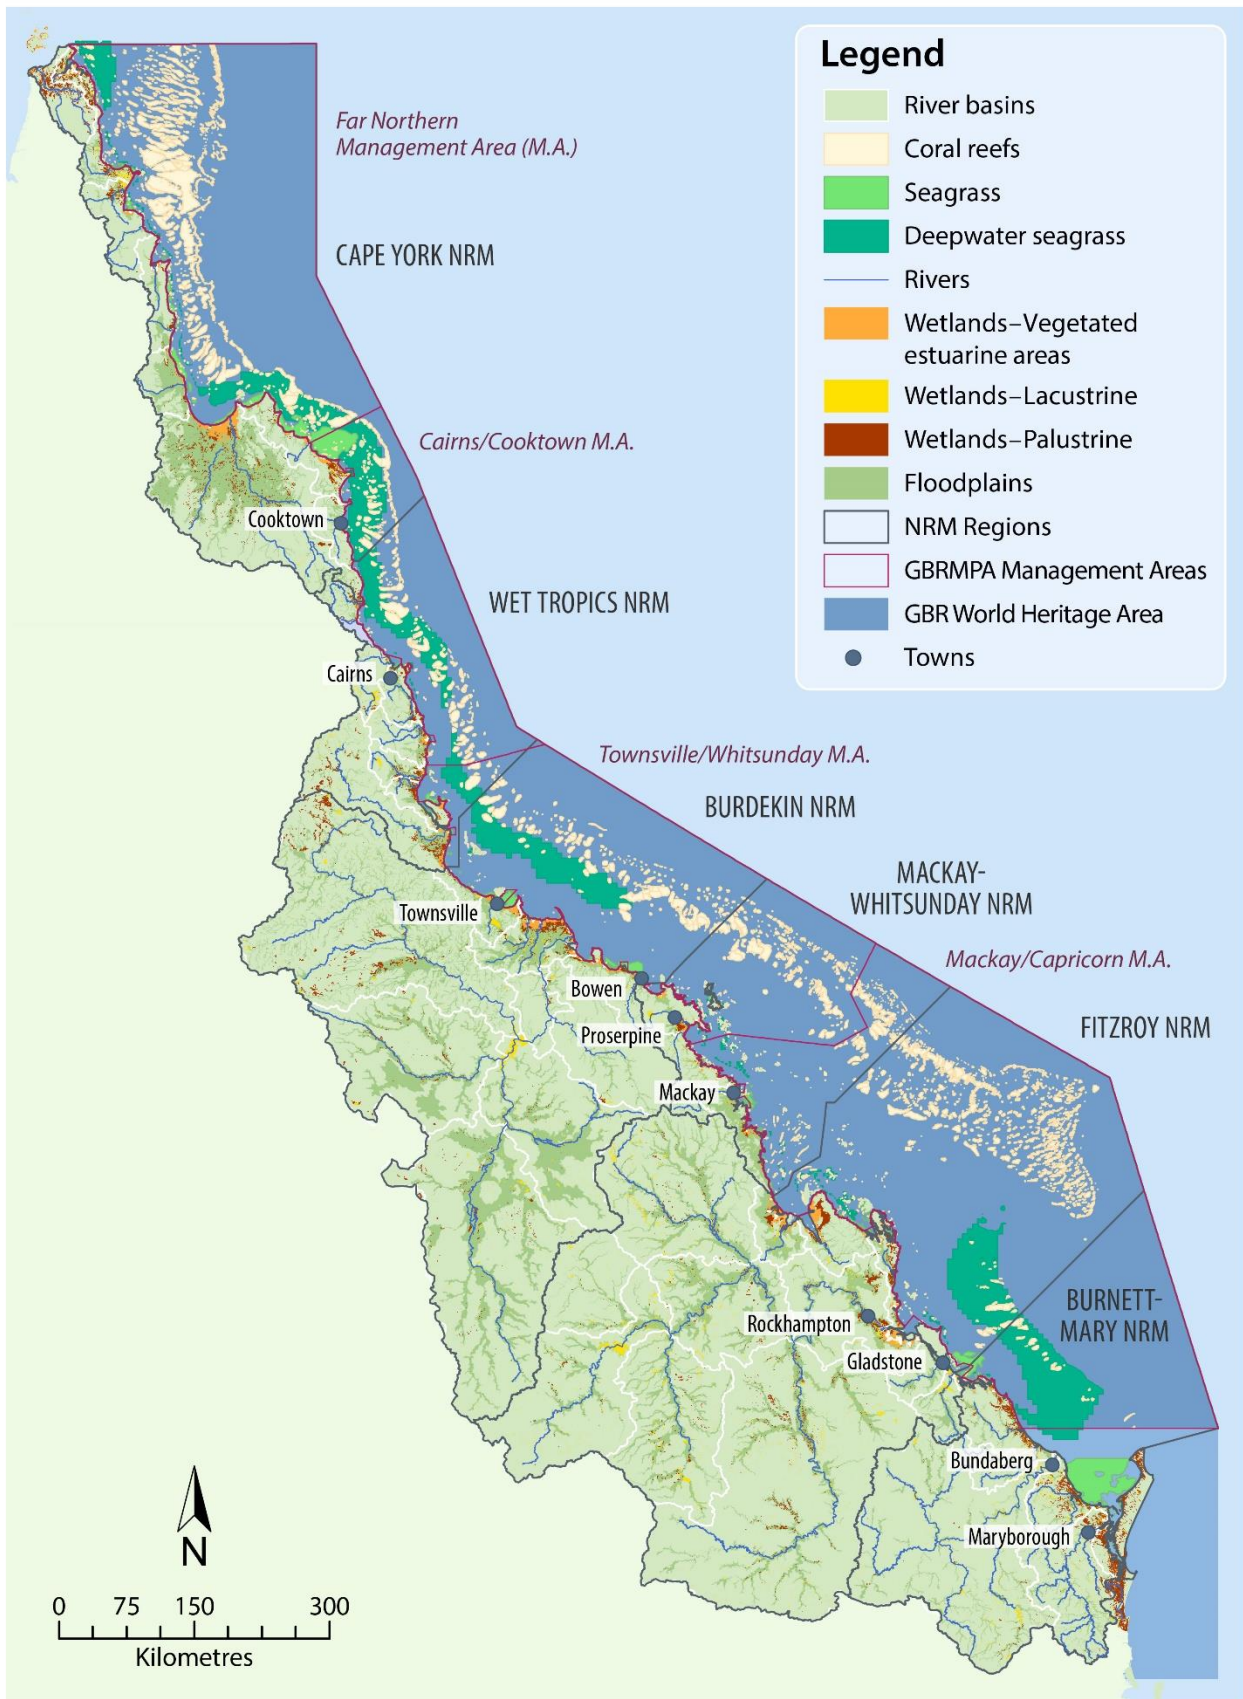 Legend
River basins
Coral reefs
Seagrass
Deepwater seagrass
Rivers
Wetlands–Vegetated
estuarine areas
Wetlands–Lacustrine
Wetlands–Palustrine
Floodplains
NRM Regions
GBRMPA Management Areas
GBR World Heritage Area
Towns
Far Northern
Management Area (M.A.)
CAPE YORK NRM
Cairns/Cooktown M.A.
Cooktown
WET TROPICS NRM
Cairns
Townsville/Whitsunday M.A.
BURDEKIN NRM
MACKAY-
WHITSUNDAY NRM
Townsville
Mackay/Capricorn M.A.
Bowen
FITZROY NRM
Proserpine
Mackay
BURNETT-
MARY NRM
Rockhampton
Gladstone
Bundaberg
Maryborough
N
0 75 150 300
Kilometres